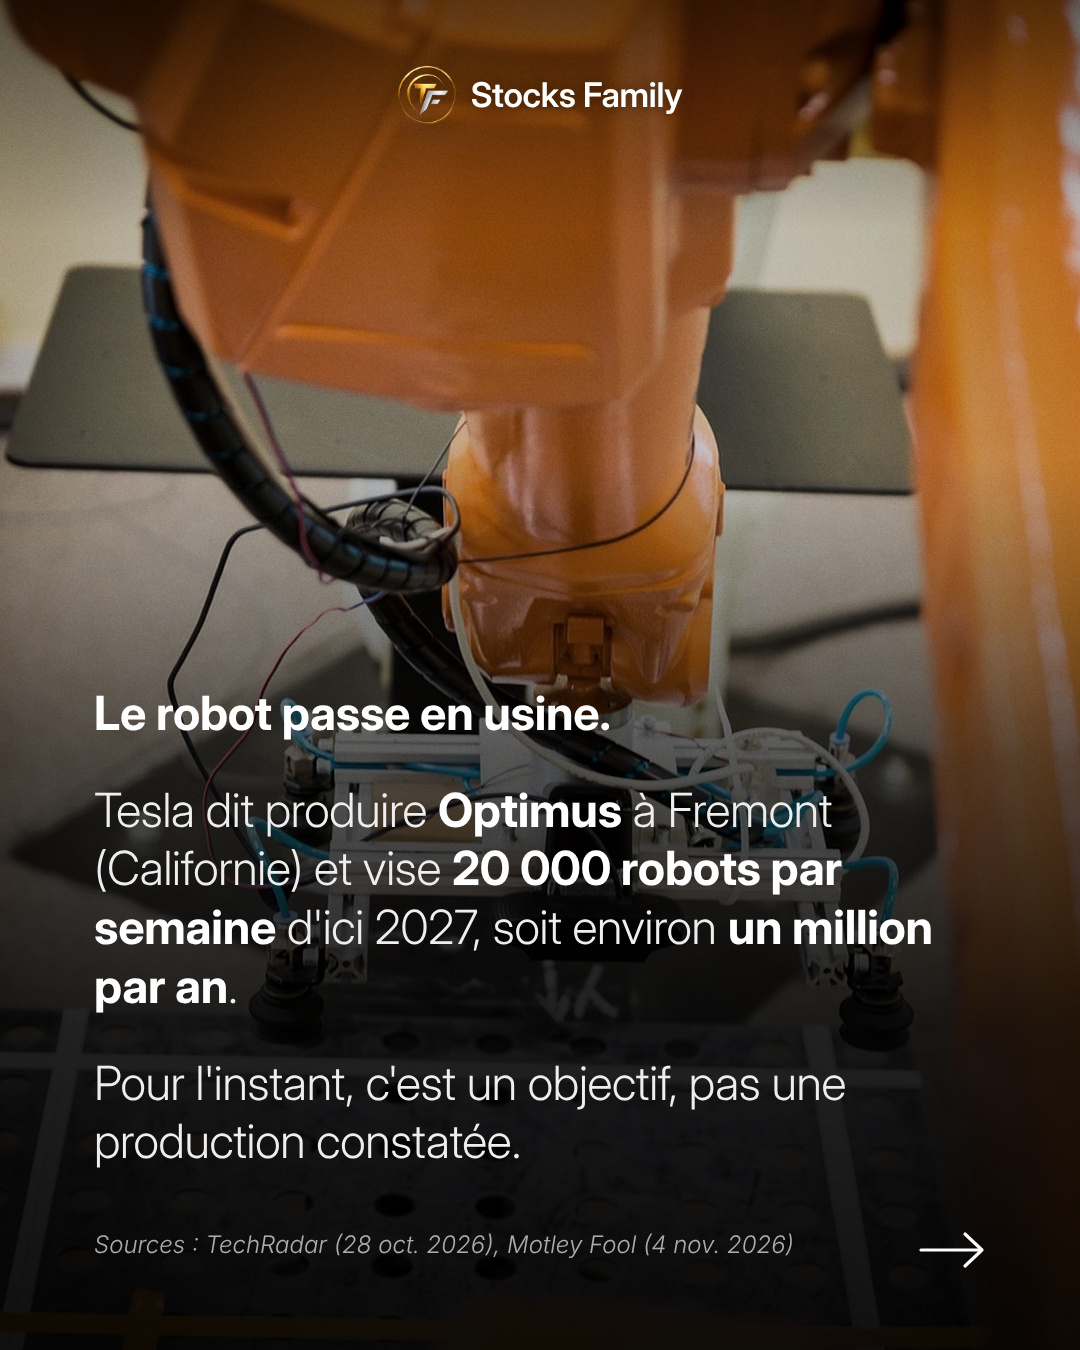 Stocks Family
Le robot passe en usine.
Tesla dit produire Optimus à Fremont
(Californie) et vise 20 000 robots par
semaine d'ici 2027, soit environ un million
par an.
Pour l'instant, c'est un objectif, pas une
production constatée.
Sources : TechRadar (28 oct. 2026), Motley Fool (4 nov. 2026)